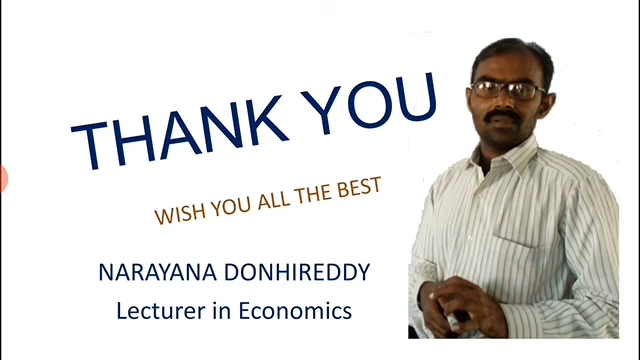 THANK YOU
WISH YOU ALL THE BEST
NARAYANA DONHIREDDY
Lecturer in Economics